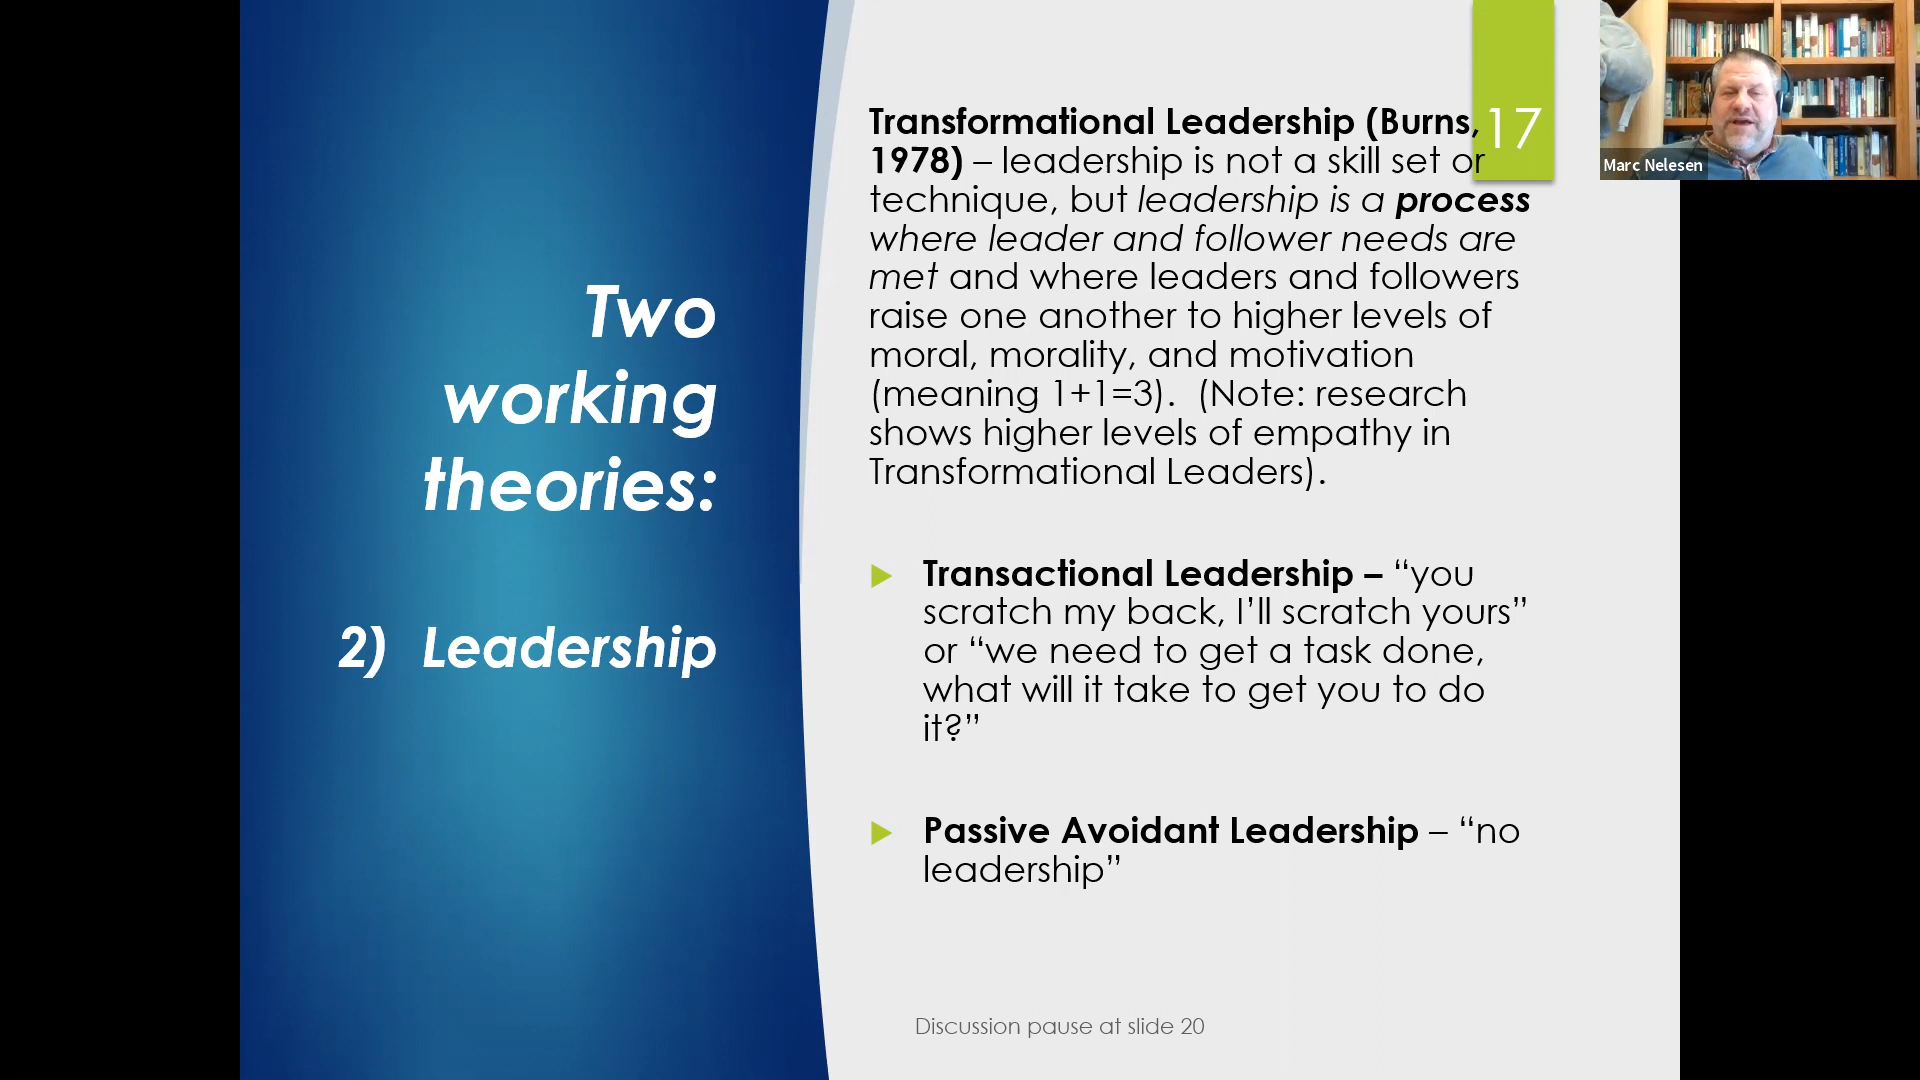 Two
working
theories:
2) Leadership
17
Transformational Leadership (Burns,
1978) – leadership is not a skill set or
technique, but leadership is a process
where leader and follower needs are
met and where leaders and followers
raise one another to higher levels of
moral, morality, and motivation
(meaning 1+1=3). (Note: research
shows higher levels of empathy in
Transformational Leaders).
Transactional Leadership – “you
scratch my back, I’ll scratch yours”
or “we need to get a task done,
what will it take to get you to do
it?”
Passive Avoidant Leadership – “no
leadership”
Discussion pause at slide 20
Marc Nelesen